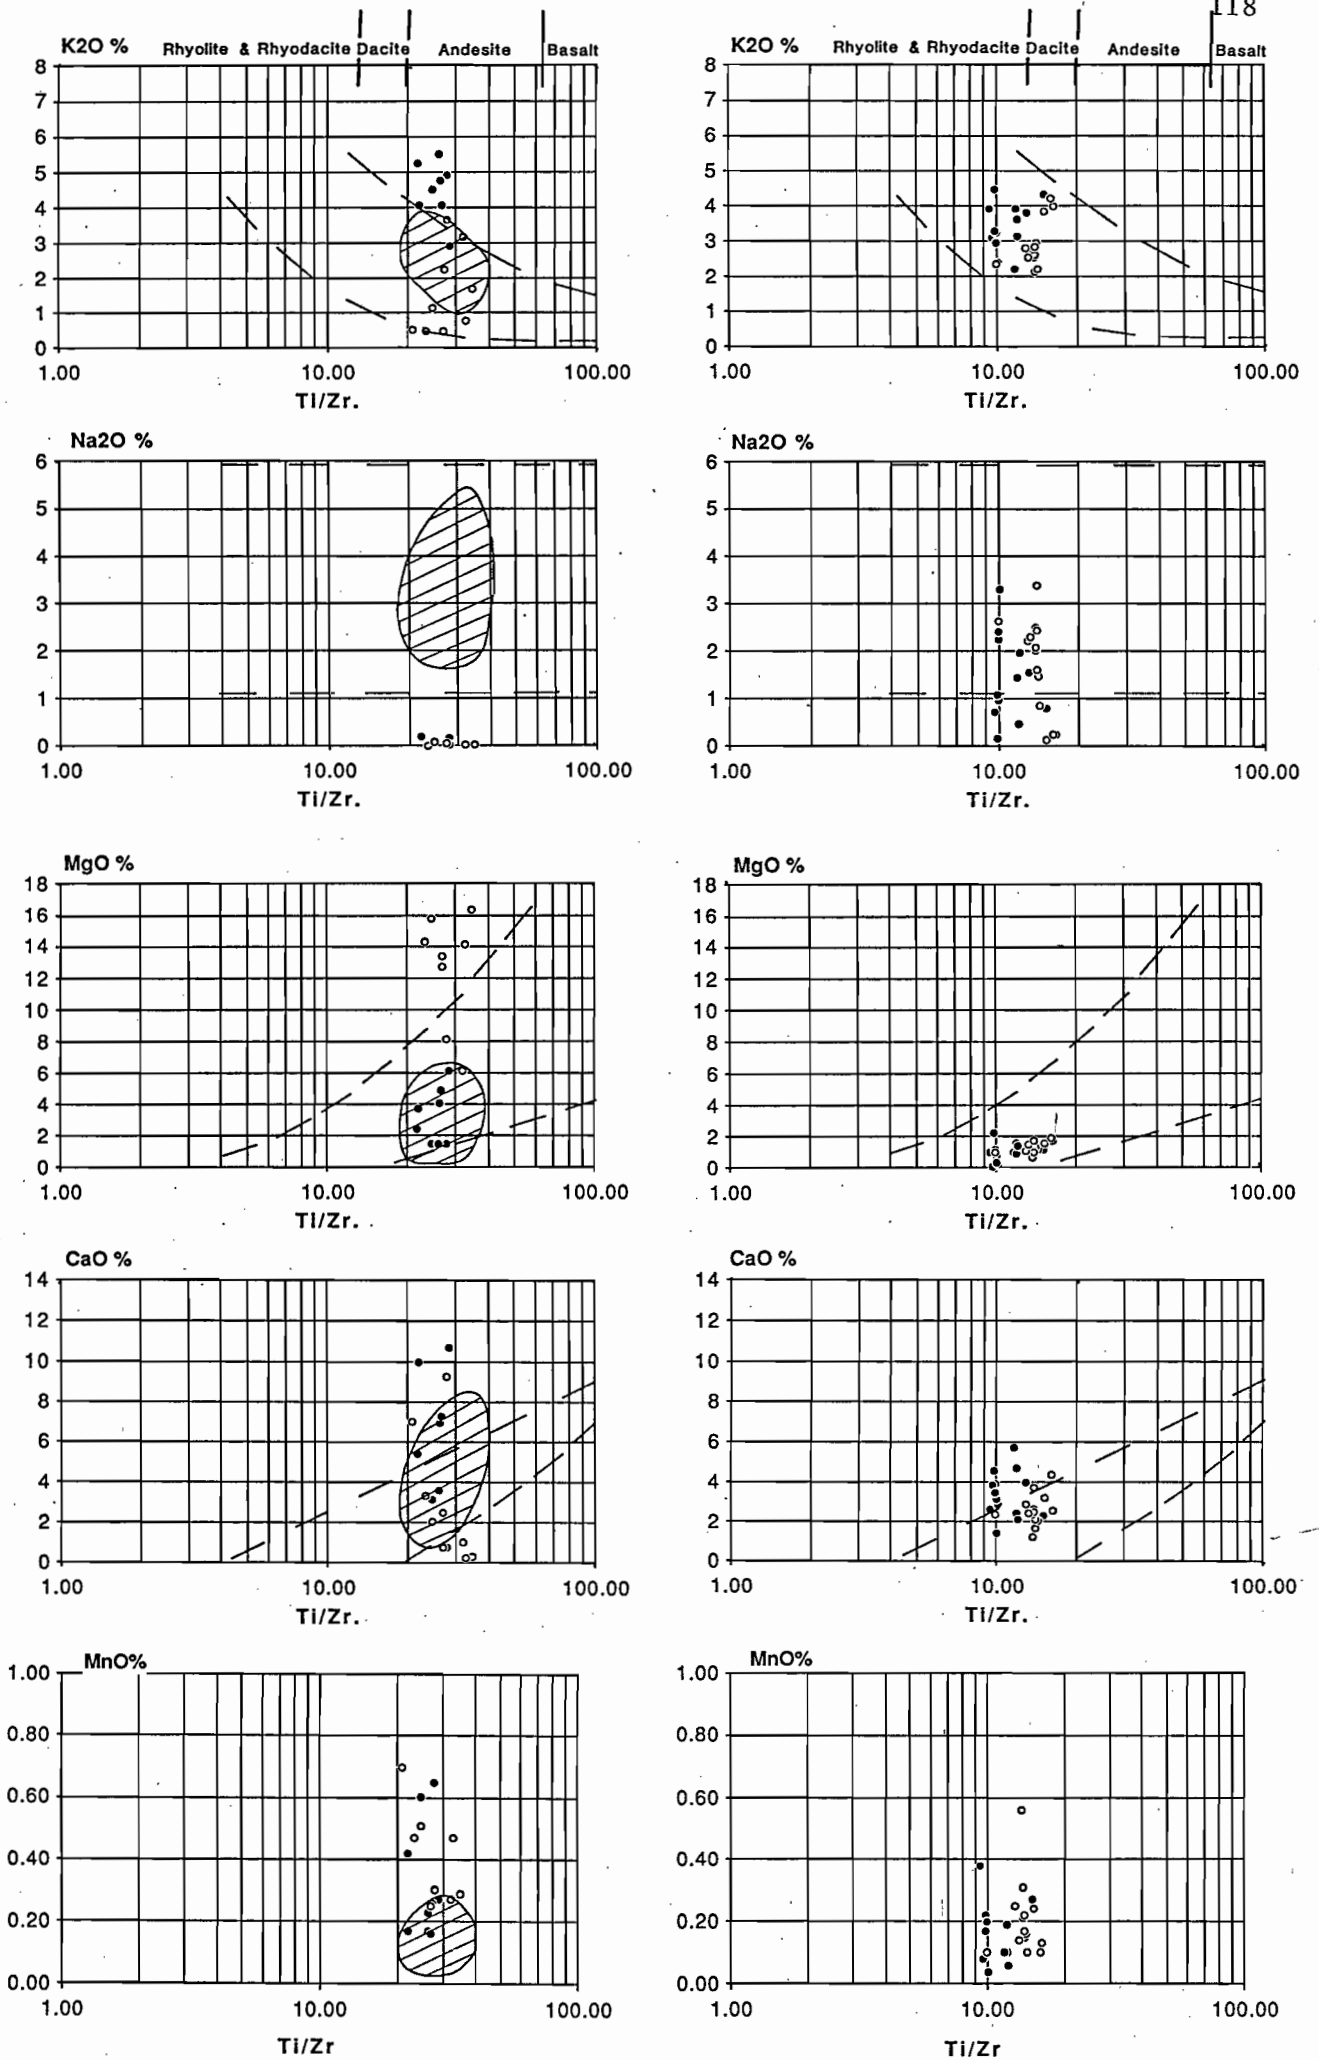 118
K2O % Rhyolite & Rhyodacite Dacite Andesite Basalt
8
7
6
5
4
3
2
1
0
1.00 10.00 100.00
Ti/Zr.
K2O % Rhyolite & Rhyodacite Dacite Andesite Basalt
8
7
6
5
4
3
2
1
0
1.00 10.00 100.00
Ti/Zr.
Na2O %
6
5
4
3
2
1
0
1.00 10.00 100.00
Ti/Zr.
Na2O %
6
5
4
3
2
1
0
1.00 10.00 100.00
Ti/Zr.
MgO %
18
16
14
12
10
8
6
4
2
0
1.00 10.00 100.00
Ti/Zr.
MgO %
18
16
14
12
10
8
6
4
2
0
1.00 10.00 100.00
Ti/Zr.
CaO %
14
12
10
8
6
4
2
0
1.00 10.00 100.00
Ti/Zr.
CaO %
14
12
10
8
6
4
2
0
1.00 10.00 100.00
Ti/Zr.
MnO%
1.00
0.80
0.60
0.40
0.20
0.00
1.00 10.00 100.00
Ti/Zr
MnO%
1.00
0.80
0.60
0.40
0.20
0.00
1.00 10.00 100.00
Ti/Zr